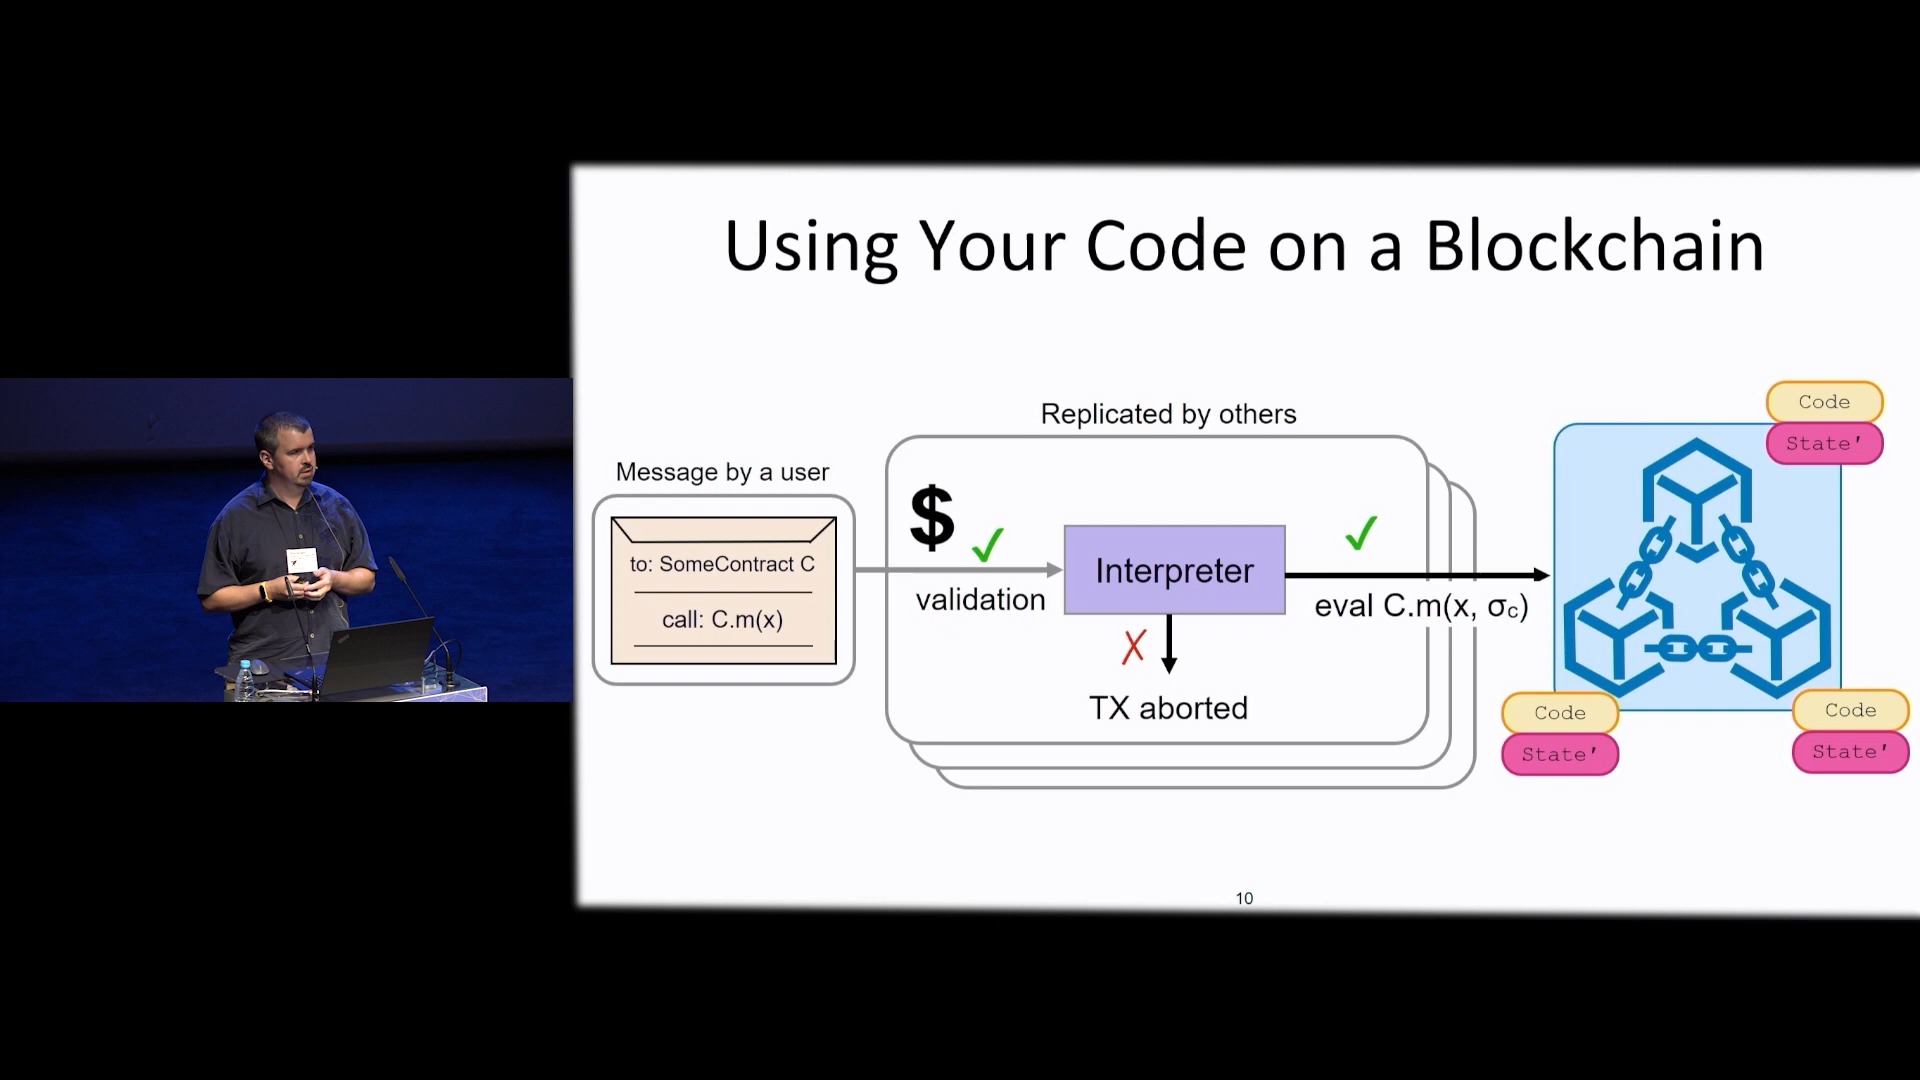 Using Your Code on a Blockchain
Replicated by others
Message by a user
to: SomeContract C
call: C.m(x)
$
validation
Interpreter
eval C.m(x, σc)
TX aborted
Code
State'
Code
State'
Code
State'
10